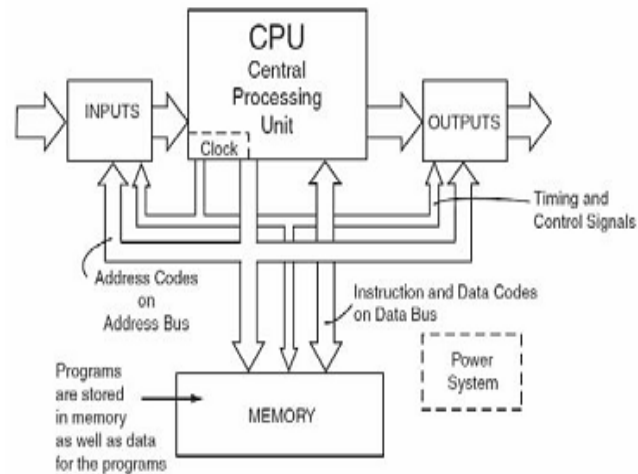 CPU
Central
Processing
Unit
Clock
INPUTS
OUTPUTS
Timing and
Control Signals
Address Codes
on
Address Bus
Instruction and Data Codes
on Data Bus
Power
System
Programs
are stored
in memory
as well as data
for the programs
MEMORY